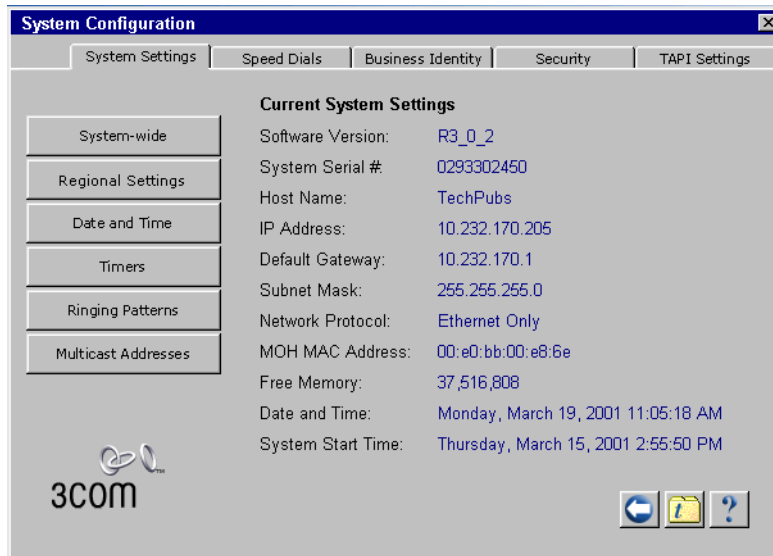 System Configuration
System Settings
Speed Dials
Business Identity
Security
TAPI Settings
Current System Settings
System-wide
Regional Settings
Date and Time
Timers
Ringing Patterns
Multicast Addresses
Software Version: R3_0_2
System Serial #: 0293302450
Host Name: TechPubs
IP Address: 10.232.170.205
Default Gateway: 10.232.170.1
Subnet Mask: 255.255.255.0
Network Protocol: Ethernet Only
MOH MAC Address: 00:e0:bb:00:e8:6e
Free Memory: 37,516,808
Date and Time: Monday, March 19, 2001 11:05:18 AM
System Start Time: Thursday, March 15, 2001 2:55:50 PM
3COM
t ?